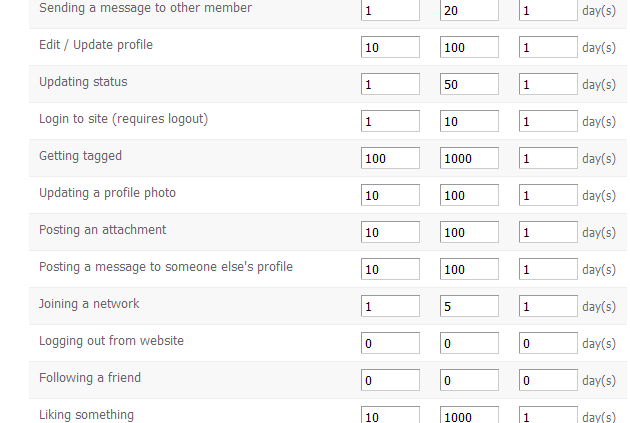 Sending a message to other member 1 20 1 day(s)
Edit / Update profile 10 100 1 day(s)
Updating status 1 50 1 day(s)
Login to site (requires logout) 1 10 1 day(s)
Getting tagged 100 1000 1 day(s)
Updating a profile photo 10 100 1 day(s)
Posting an attachment 10 100 1 day(s)
Posting a message to someone else's profile 10 100 1 day(s)
Joining a network 1 5 1 day(s)
Logging out from website 0 0 0 day(s)
Following a friend 0 0 0 day(s)
Liking something 10 1000 1 day(s)